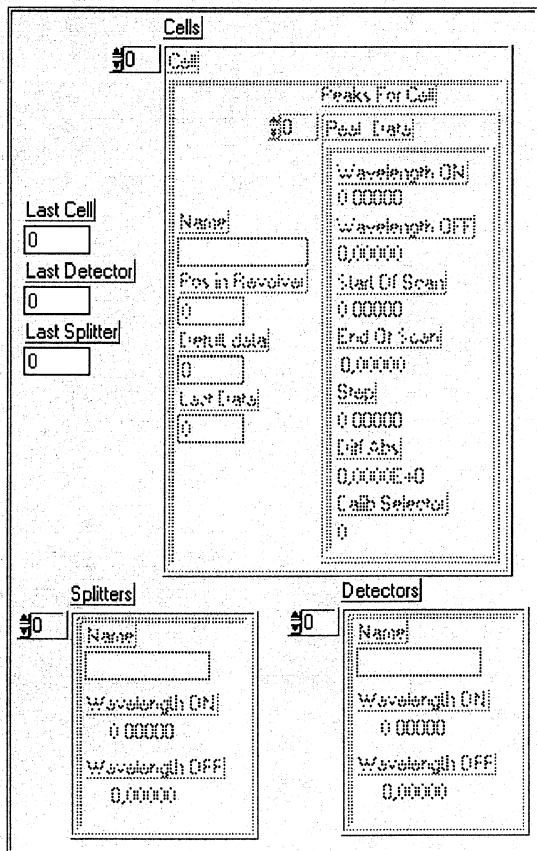 Cells
0
Cell
Peaks For Cell
0
Peak Data
Wavelength ON
0 00000
Wavelength OFF
0,00000
Start Of Scan
0 00000
End Of Scan
0,00000
Step
0 00000
Diff Abs
0,0000E+0
Calib Selector
0
Name
Pos in Revolver
0
Defult data
0
Last Data
0
Last Cell
0
Last Detector
0
Last Splitter
0
Splitters
0
Name
Wavelength ON
0 00000
Wavelength OFF
0,00000
Detectors
0
Name
Wavelength ON
0 00000
Wavelength OFF
0,00000